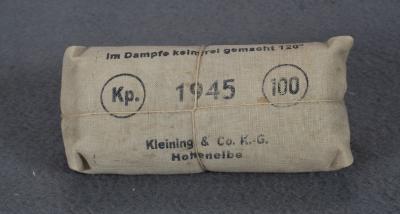 Im Dampfe keimfrei gemacht 120°
Kp. 1945 100
Kleining & Co. K.-G.
Hohenelbe